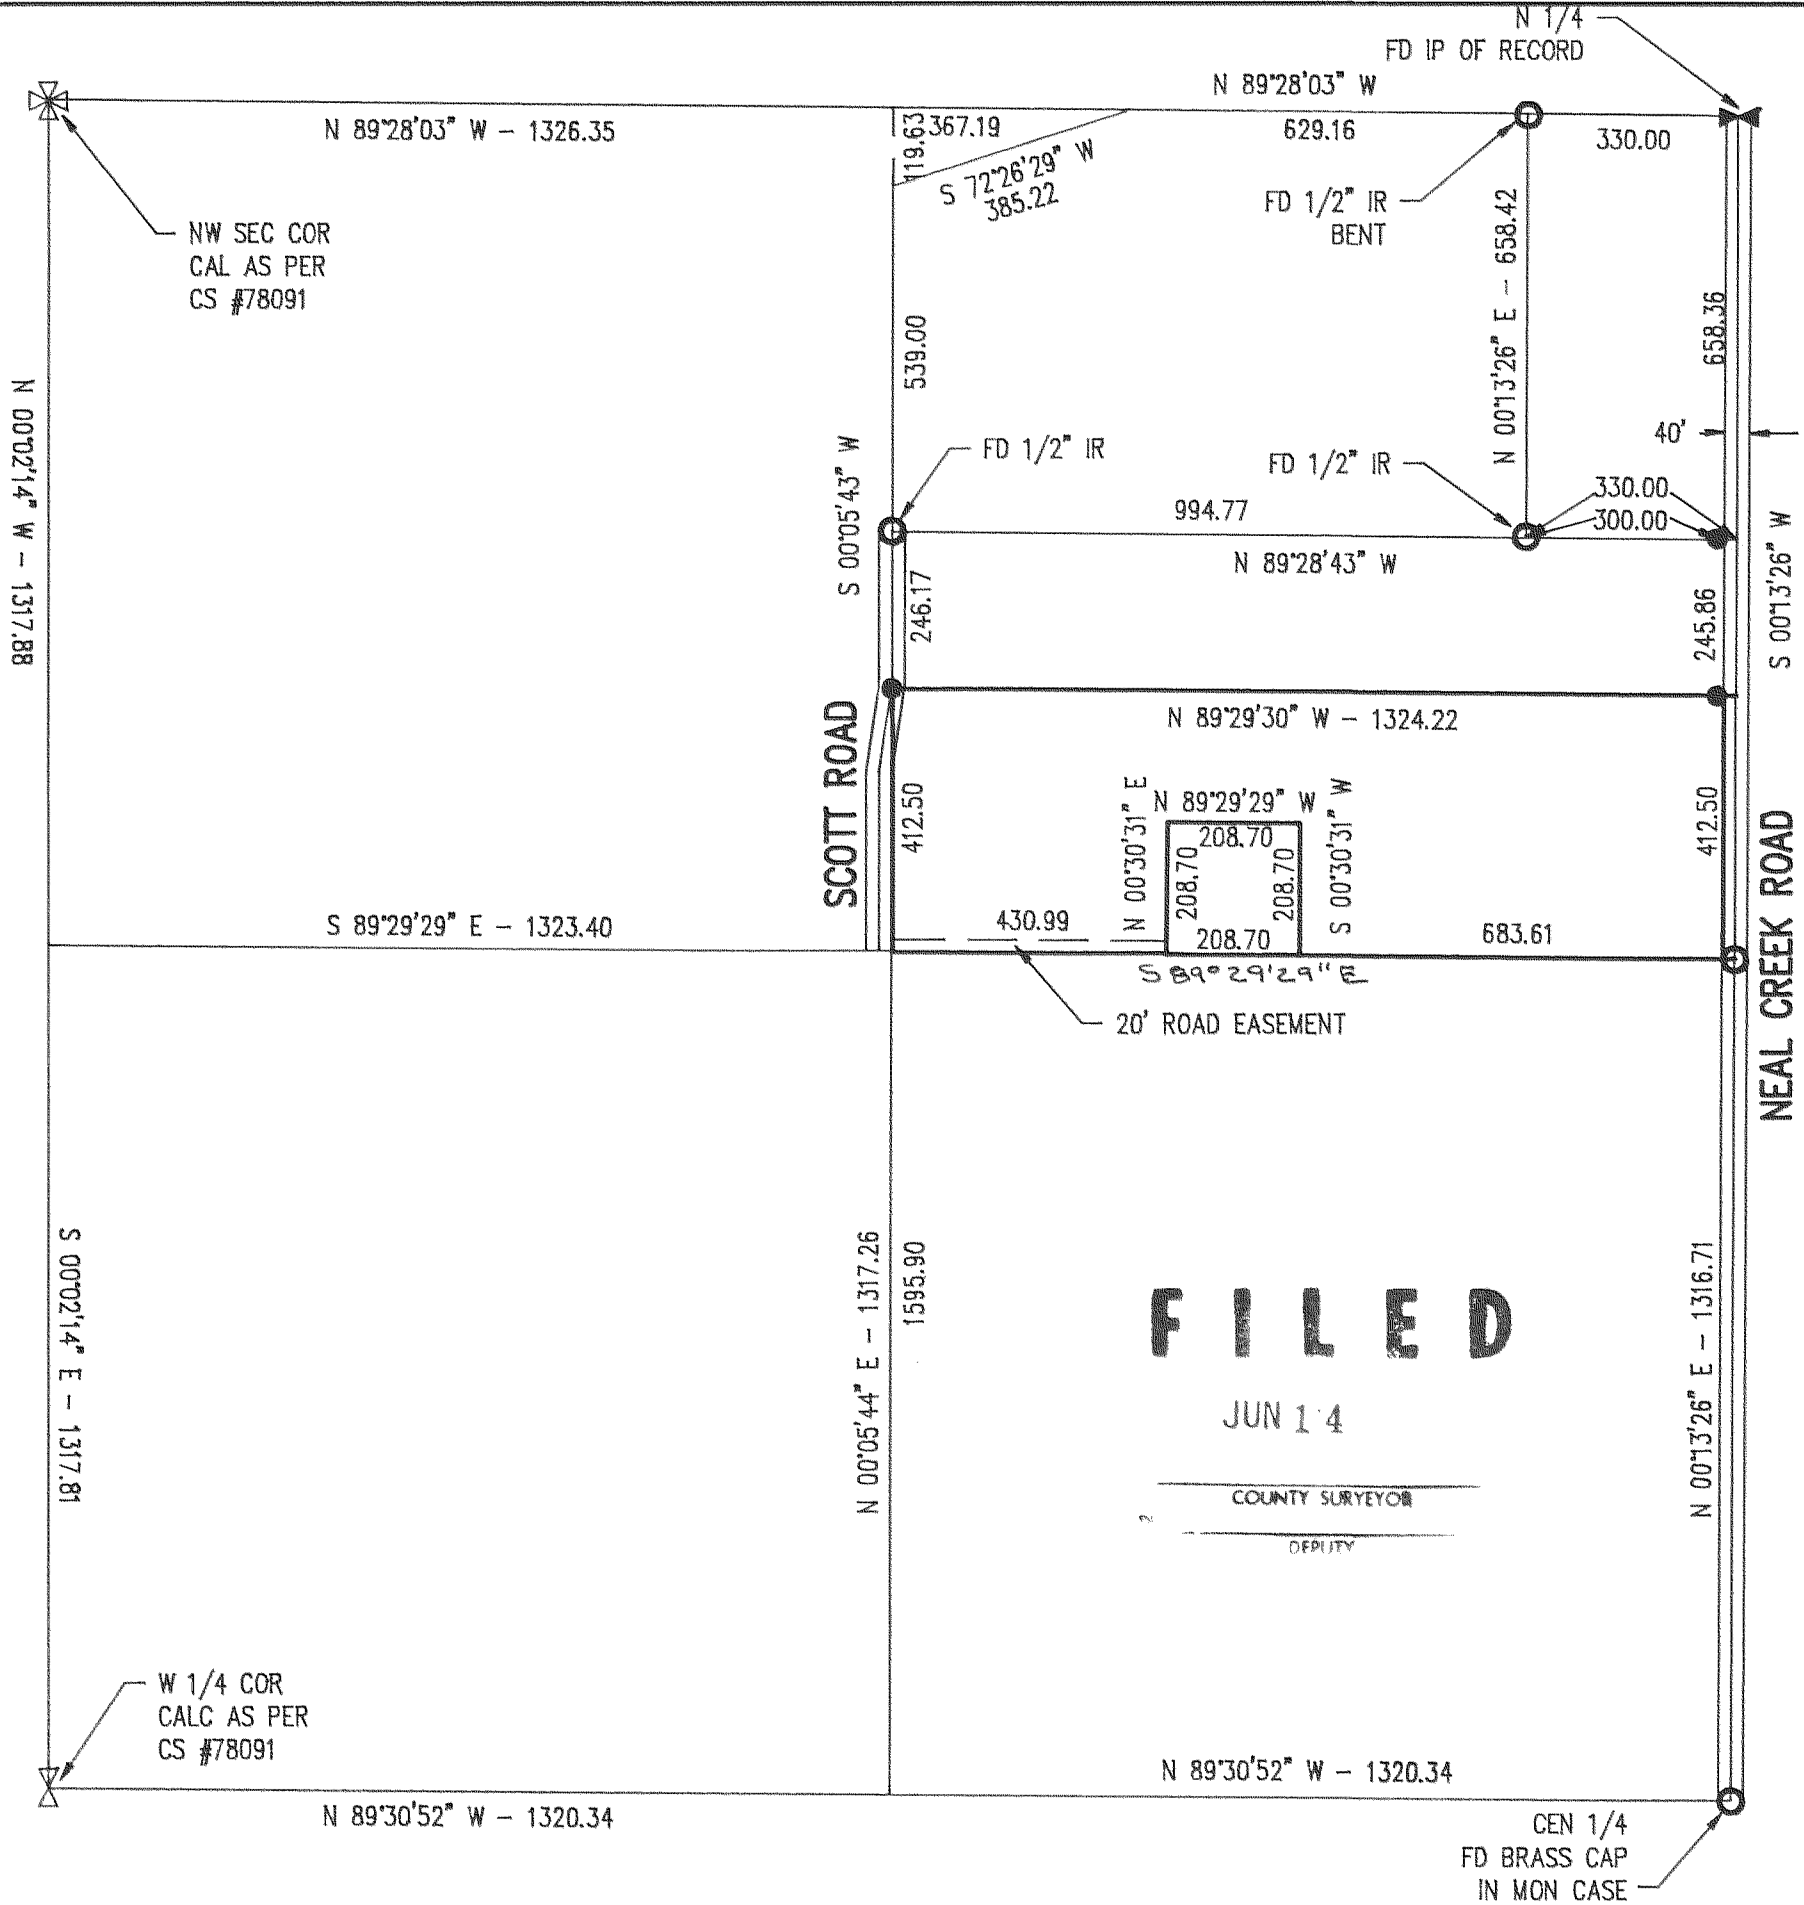 N 1/4
FD IP OF RECORD
N 89°28'03" W
N 89°28'03" W - 1326.35
119.63
367.19
629.16
330.00
S 72°26'29" W
385.22
FD 1/2" IR
BENT
NW SEC COR
CAL AS PER
CS #78091
N 00°13'26" E - 658.42
658.36
539.00
N 00°02'14" W - 1317.88
40'
S 00°05'43" W
FD 1/2" IR
FD 1/2" IR
330.00
300.00
994.77
N 89°28'43" W
S 00°13'26" W
246.17
245.86
N 89°29'30" W - 1324.22
SCOTT ROAD
412.50
N 00°30'31" E
N 89°29'29" W
S 00°30'31" W
208.70
208.70
208.70
208.70
412.50
NEAL CREEK ROAD
S 89°29'29" E - 1323.40
430.99
683.61
S 89°29'29" E
20' ROAD EASEMENT
S 00°02'14" E - 1317.81
N 00°05'44" E - 1317.26
1595.90
N 00°13'26" E - 1316.71
FILED
JUN 14
COUNTY SURVEYOR
DEPUTY
W 1/4 COR
CALC AS PER
CS #78091
N 89°30'52" W - 1320.34
N 89°30'52" W - 1320.34
CEN 1/4
FD BRASS CAP
IN MON CASE